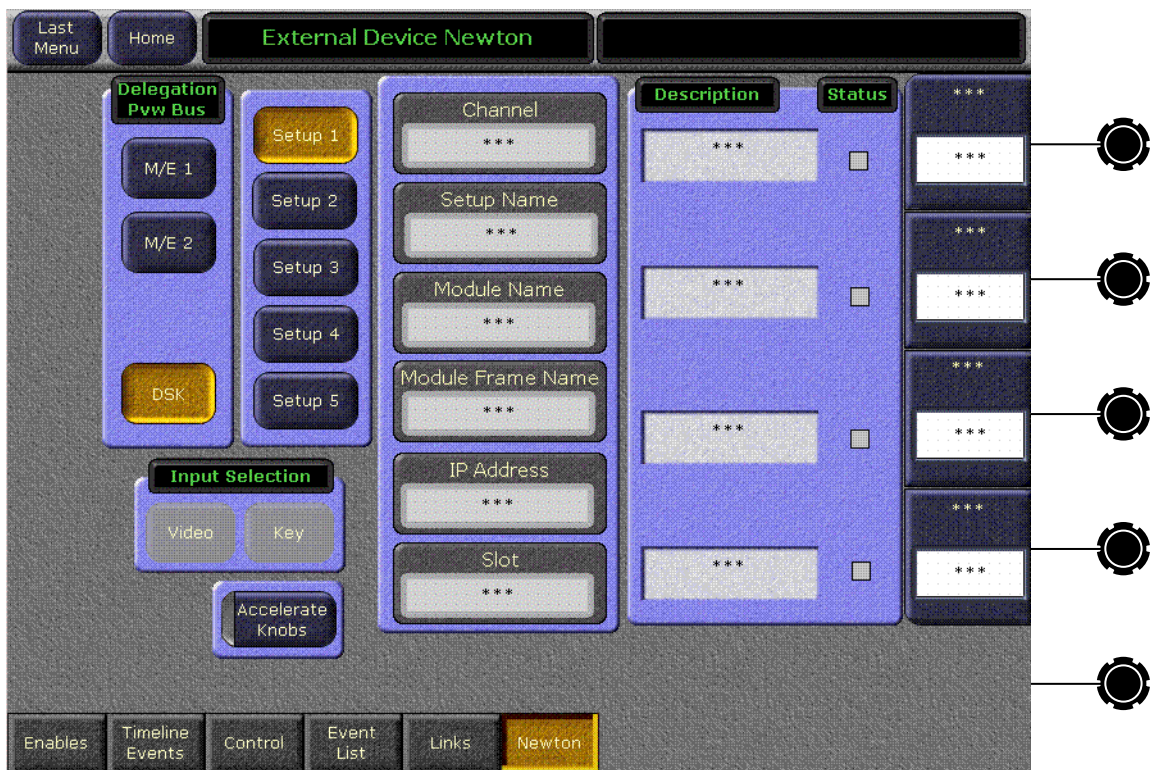 Last
Menu
Home
External Device Newton
Delegation
Pvw Bus
M/E 1
M/E 2
DSK
Setup 1
Setup 2
Setup 3
Setup 4
Setup 5
Input Selection
Video
Key
Accelerate
Knobs
Channel
***
Setup Name
***
Module Name
***
Module Frame Name
***
IP Address
***
Slot
***
Description
Status
***
***
***
***
***
***
***
***
***
***
***
***
Enables
Timeline
Events
Control
Event
List
Links
Newton